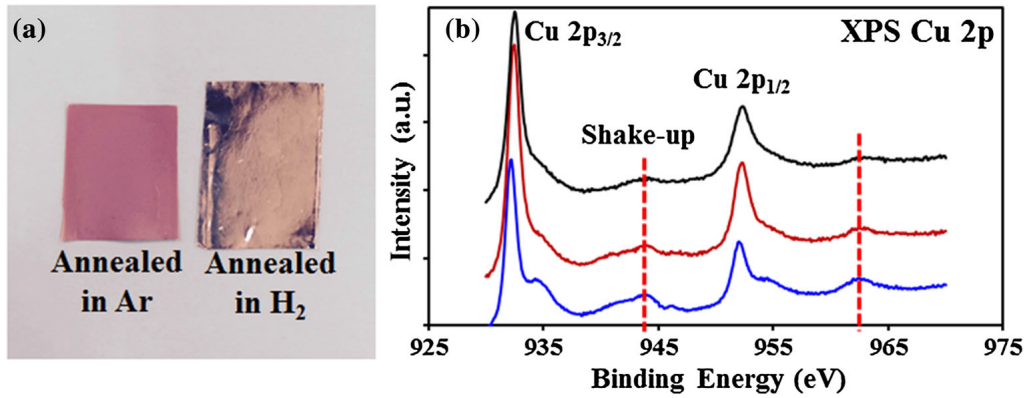 (a)
Annealed
in Ar
Annealed
in H₂
(b)
XPS Cu 2p
Cu 2p₃/₂
Cu 2p₁/₂
Shake-up
Intensity (a.u.)
925 935 945 955 965 975
Binding Energy (eV)